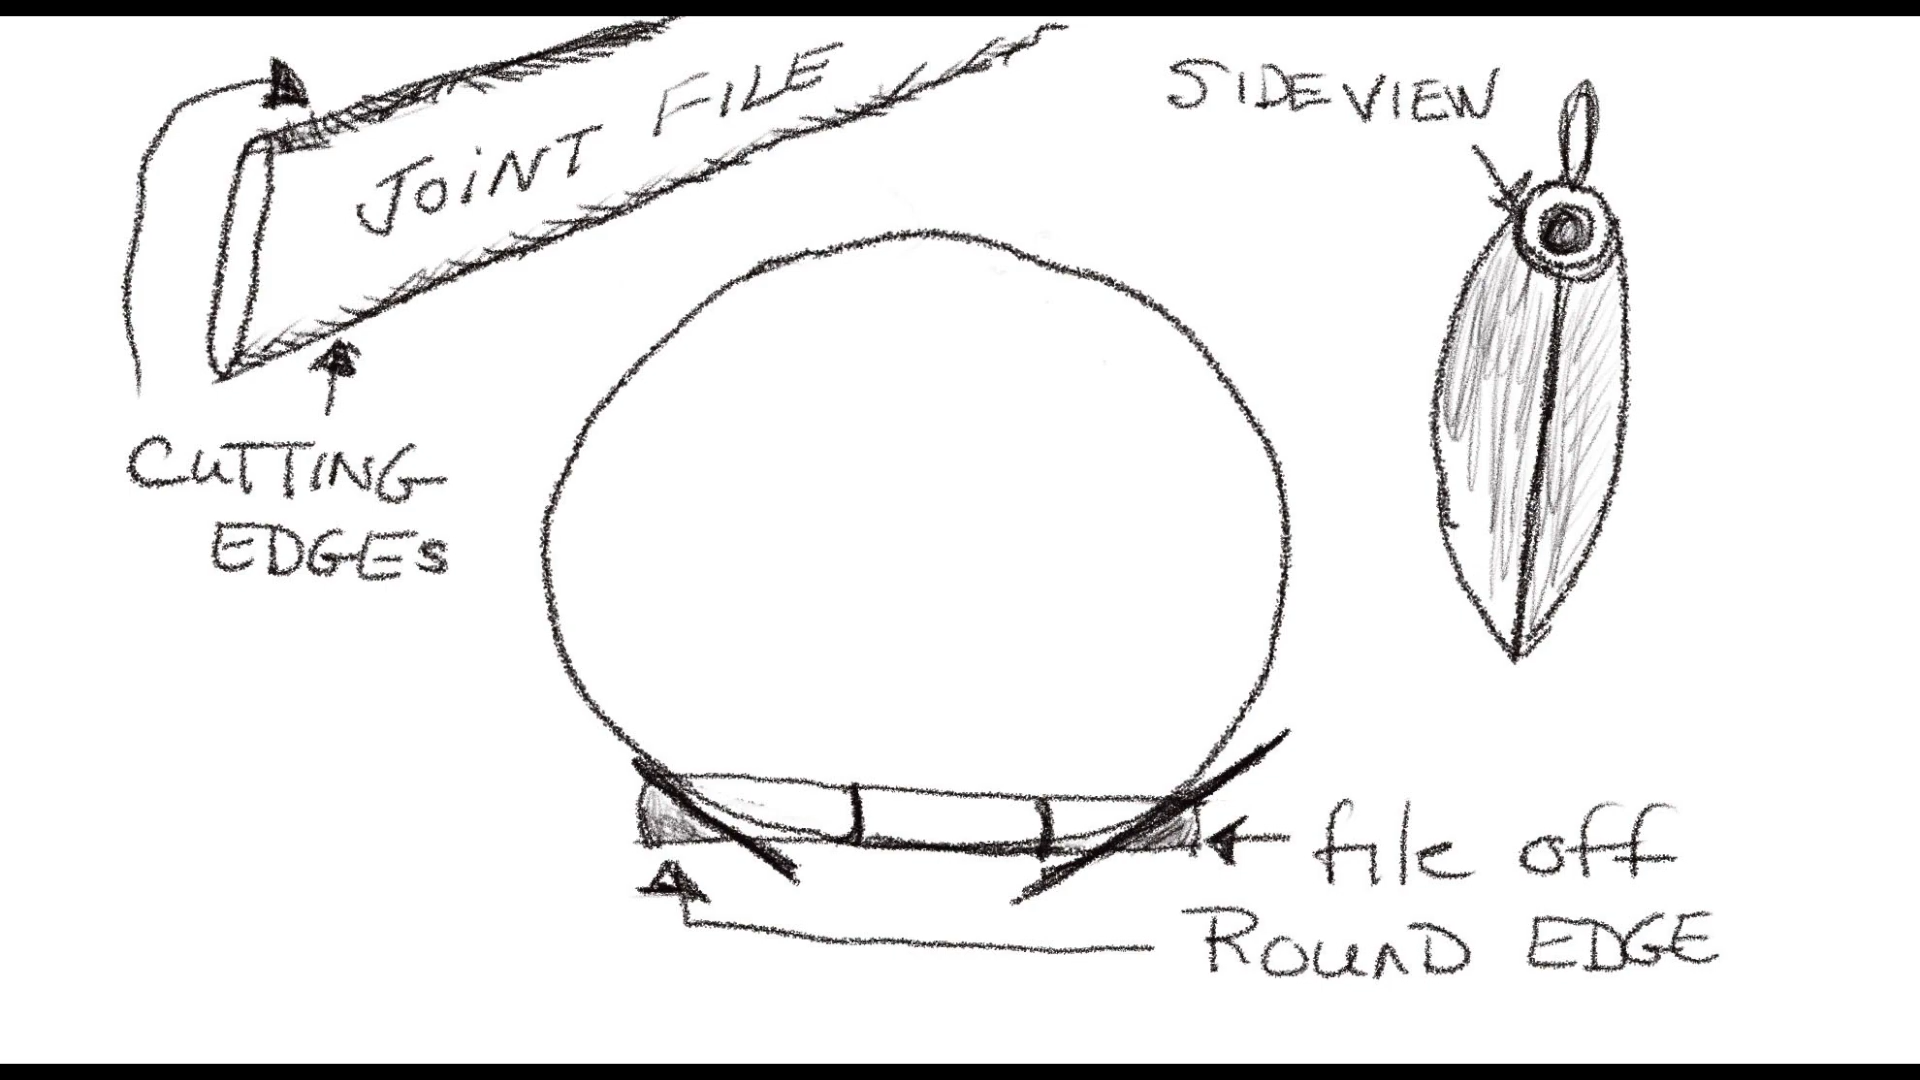 JOINT FILE
SIDEVIEW
CUTTING
EDGES
file off
ROUND EDGE